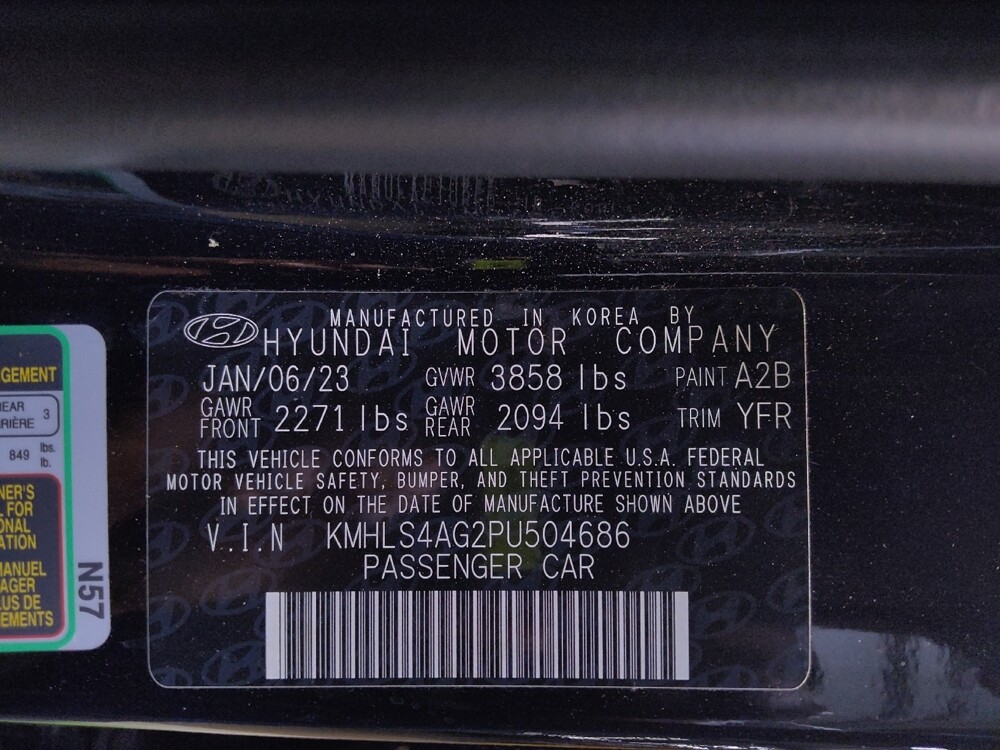 MANUFACTURED IN KOREA BY
HYUNDAI MOTOR COMPANY
JAN/06/23 GVWR 3858 lbs PAINT A2B
GAWR FRONT 2271 lbs GAWR REAR 2094 lbs TRIM YFR
THIS VEHICLE CONFORMS TO ALL APPLICABLE U.S.A. FEDERAL
MOTOR VEHICLE SAFETY, BUMPER, AND THEFT PREVENTION STANDARDS
IN EFFECT ON THE DATE OF MANUFACTURE SHOWN ABOVE
V.I.N KMHLS4AG2PU504686
PASSENGER CAR
GEMENT
EAR
RIÈRE 3
849 lbs.
lb.
NER'S
FOR
ONAL
ATION
MANUEL
AGER
LUS DE
EMENTS
N57